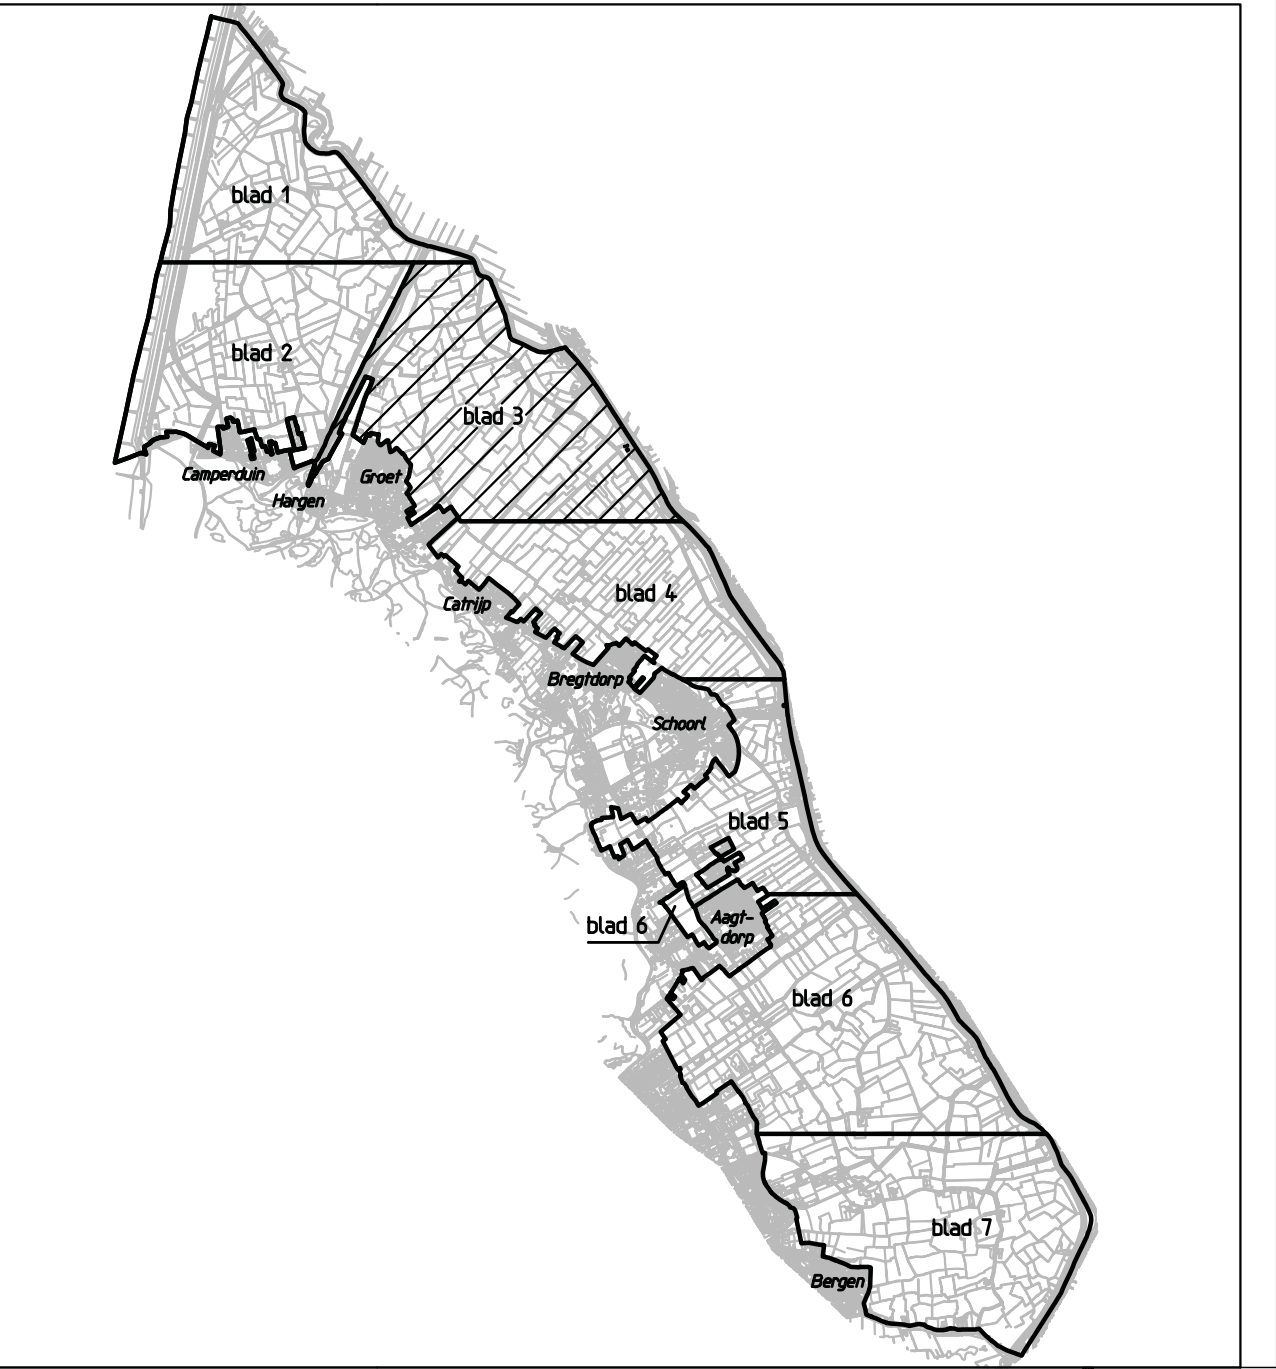 blad 1
blad 2
blad 3
Camperduin
Groet
Hargen
blad 4
Catrijp
Bregtdorp
Schoorl
blad 5
blad 6
Aagt-
dorp
blad 6
blad 7
Bergen